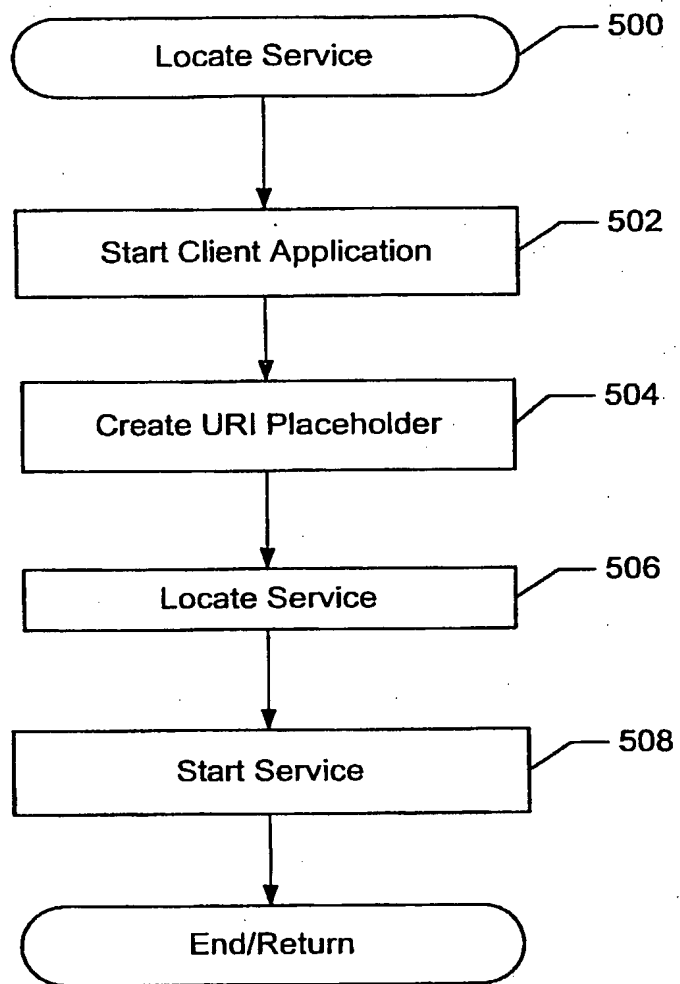 Locate Service
500
Start Client Application
502
Create URI Placeholder
504
Locate Service
506
Start Service
508
End/Return